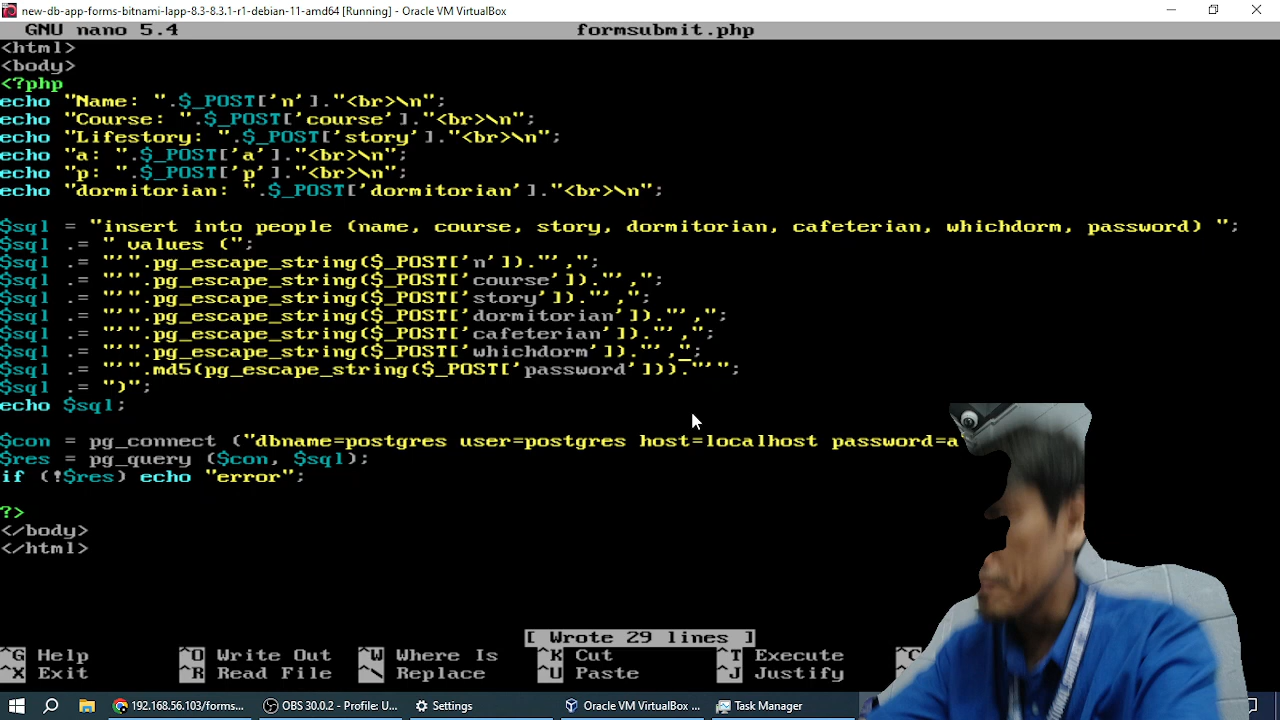 new-db-app-forms-bitnami-lapp-8.3-8.3.1-r1-debian-11-amd64 [Running] - Oracle VM VirtualBox
GNU nano 5.4 formsubmit.php
<html>
<body>
<?php
echo "Name: ".$_POST['n']."<br>\n";
echo "Course: ".$_POST['course']."<br>\n";
echo "Lifestory: ".$_POST['story']."<br>\n";
echo "a: ".$_POST['a']."<br>\n";
echo "p: ".$_POST['p']."<br>\n";
echo "dormitorian: ".$_POST['dormitorian']."<br>\n";
$sql = "insert into people (name, course, story, dormitorian, cafeterian, whichdorm, password) ";
$sql .= " values (";
$sql .= "'".pg_escape_string($_POST['n'])."',";
$sql .= "'".pg_escape_string($_POST['course'])."',";
$sql .= "'".pg_escape_string($_POST['story'])."',";
$sql .= "'".pg_escape_string($_POST['dormitorian'])."',";
$sql .= "'".pg_escape_string($_POST['cafeterian'])."',";
$sql .= "'".pg_escape_string($_POST['whichdorm'])."',";
$sql .= "'".md5(pg_escape_string($_POST['password']))."'";
$sql .= ")";
echo $sql;
$con = pg_connect ("dbname=postgres user=postgres host=localhost password=a
$res = pg_query ($con, $sql);
if (!$res) echo "error";
?>
</body>
</html>
[ Wrote 29 lines ]
^G Help ^O Write Out ^W Where Is ^K Cut ^T Execute ^C
^X Exit ^R Read File ^\ Replace ^U Paste ^J Justify
192.168.56.103/forms... OBS 30.0.2 - Profile: U... Settings Oracle VM VirtualBox ... Task Manager